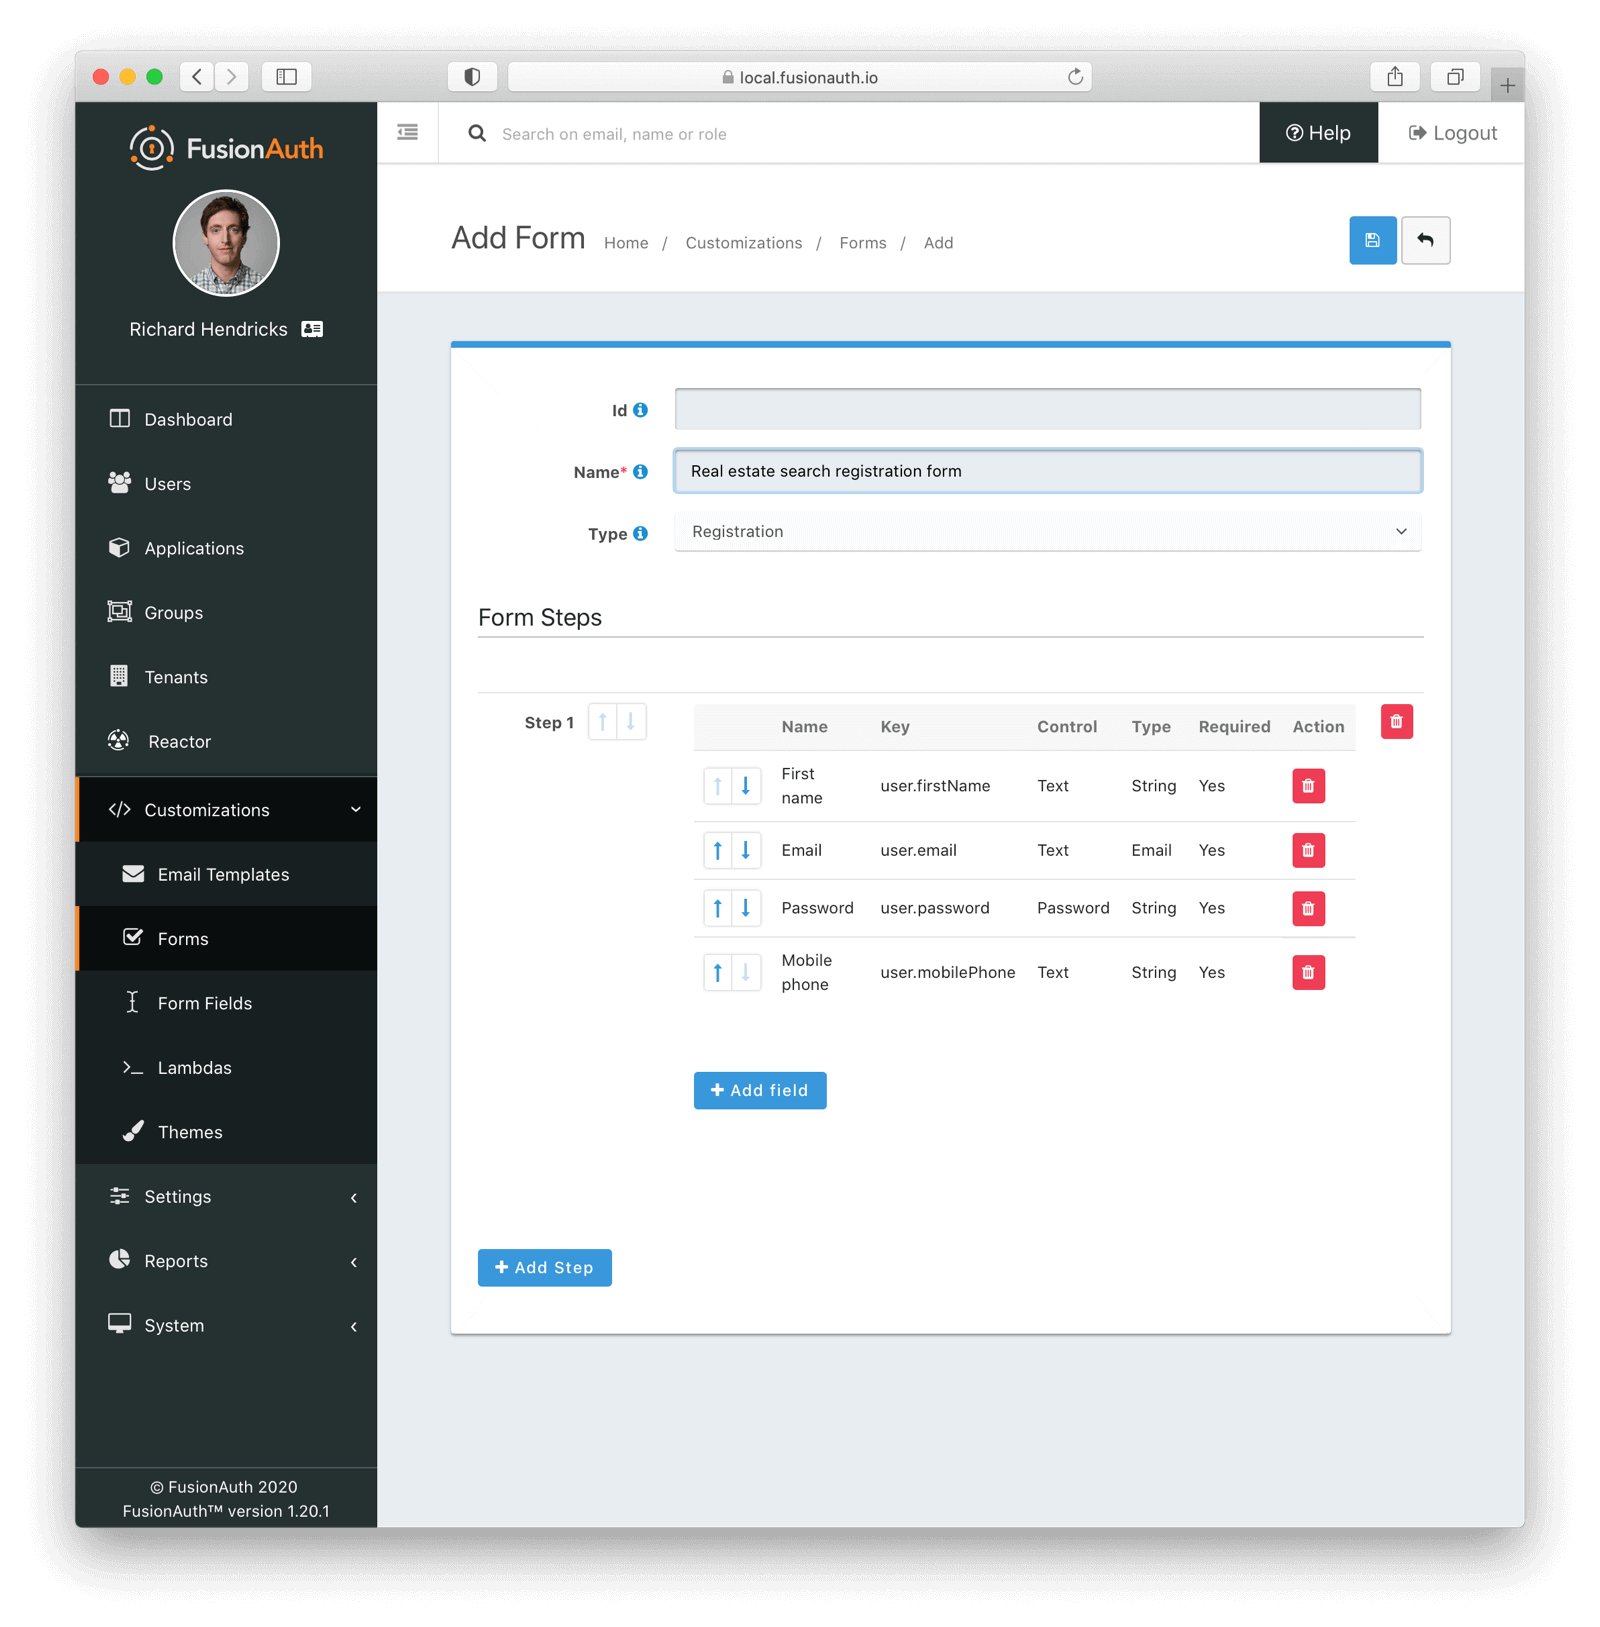 local.fusionauth.io
FusionAuth
Search on email, name or role
Help
Logout
Richard Hendricks
Add Form Home / Customizations / Forms / Add
Dashboard
Users
Applications
Groups
Tenants
Reactor
Customizations
Email Templates
Forms
Form Fields
Lambdas
Themes
Settings
Reports
System
© FusionAuth 2020
FusionAuth™ version 1.20.1
Id
Name* Real estate search registration form
Type Registration
Form Steps
Step 1
Name Key Control Type Required Action
First name user.firstName Text String Yes
Email user.email Text Email Yes
Password user.password Password String Yes
Mobile phone user.mobilePhone Text String Yes
Add field
Add Step